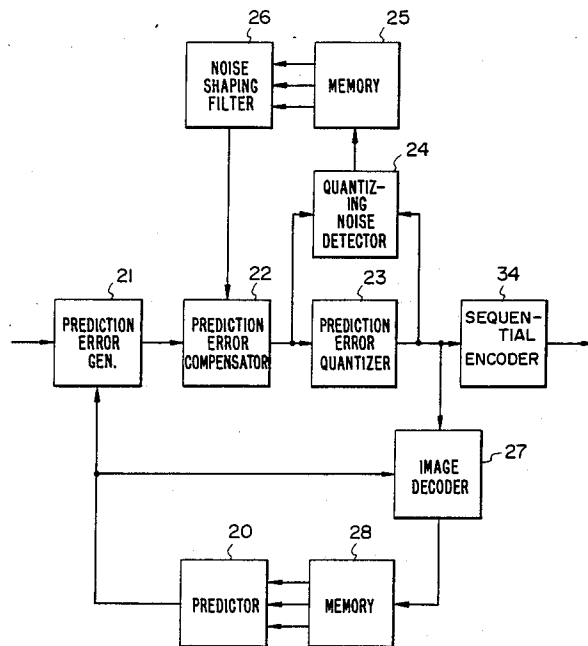 26
NOISE
SHAPING
FILTER
25
MEMORY
24
QUANTIZ-
ING
NOISE
DETECTOR
21
PREDICTION
ERROR
GEN.
22
PREDICTION
ERROR
COMPENSATOR
23
PREDICTION
ERROR
QUANTIZER
34
SEQUEN-
TIAL
ENCODER
27
IMAGE
DECODER
20
PREDICTOR
28
MEMORY